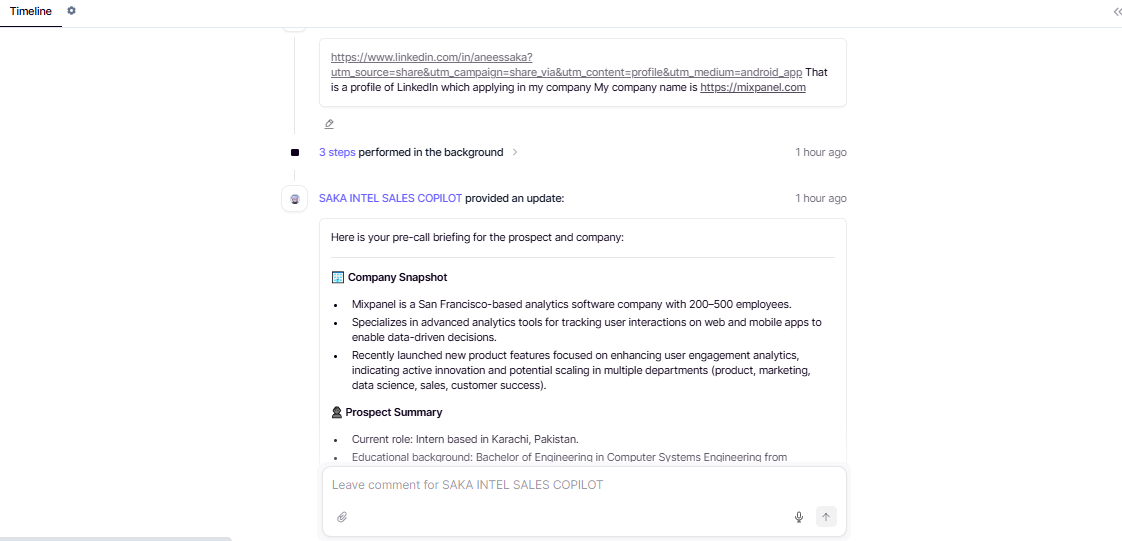 Timeline
https://www.linkedin.com/in/aneessaka?
utm_source=share&utm_campaign=share_via&utm_content=profile&utm_medium=android_app That
is a profile of LinkedIn which applying in my company My company name is https://mixpanel.com
3 steps performed in the background
1 hour ago
SAKA INTEL SALES COPILOT provided an update:
1 hour ago
Here is your pre-call briefing for the prospect and company:
Company Snapshot
• Mixpanel is a San Francisco-based analytics software company with 200–500 employees.
• Specializes in advanced analytics tools for tracking user interactions on web and mobile apps to
enable data-driven decisions.
• Recently launched new product features focused on enhancing user engagement analytics,
indicating active innovation and potential scaling in multiple departments (product, marketing,
data science, sales, customer success).
Prospect Summary
• Current role: Intern based in Karachi, Pakistan.
• Educational background: Bachelor of Engineering in Computer Systems Engineering from
Leave comment for SAKA INTEL SALES COPILOT